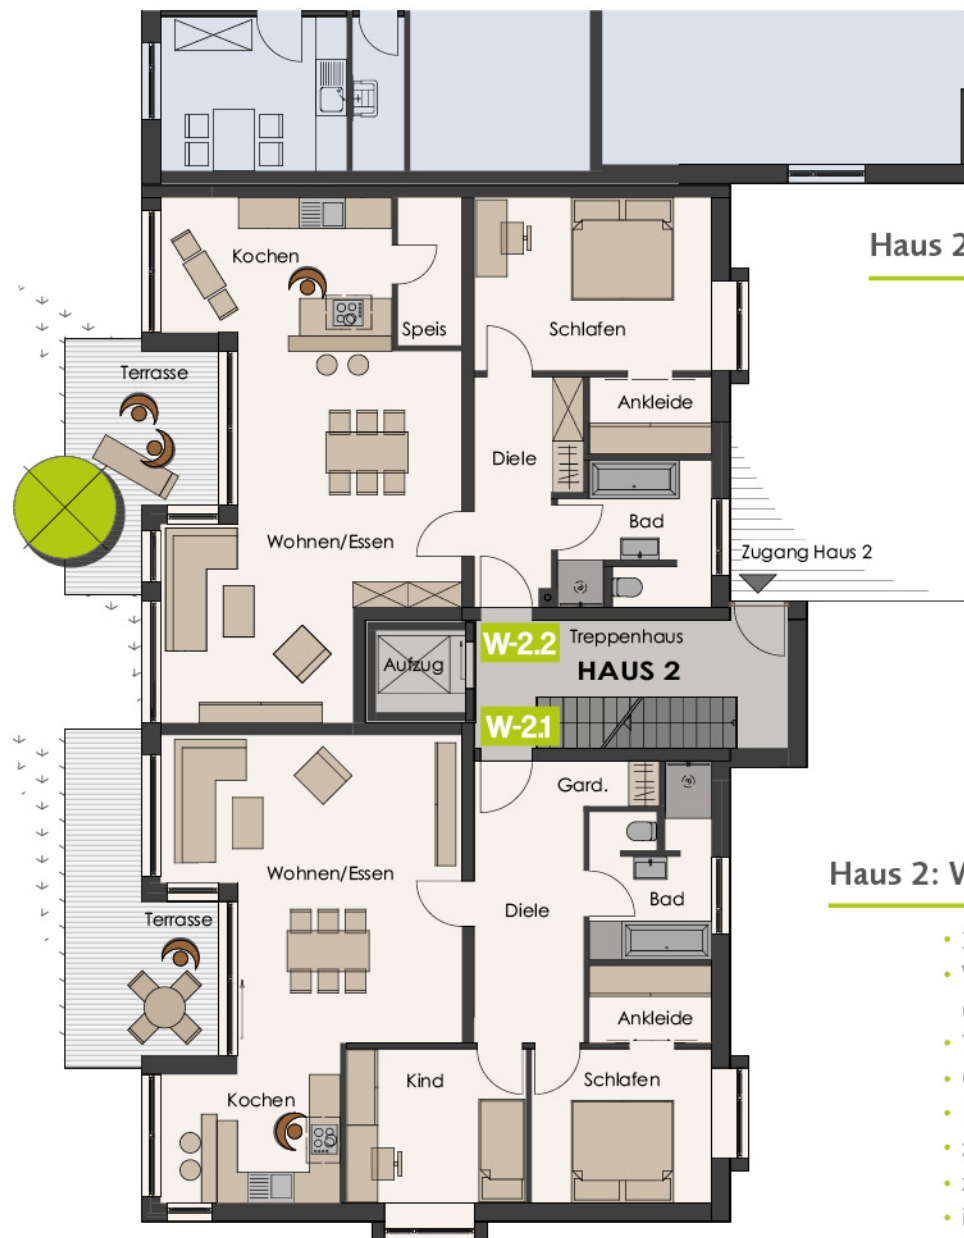 Haus 2
Kochen
Speis
Schlafen
Terrasse
Ankleide
Diele
Bad
Wohnen/Essen
Zugang Haus 2
W-2.2
Treppenhaus
HAUS 2
Aufzug
W-2.1
Gard.
Wohnen/Essen
Haus 2:
Bad
Diele
Terrasse
Ankleide
Kind
Schlafen
Kochen